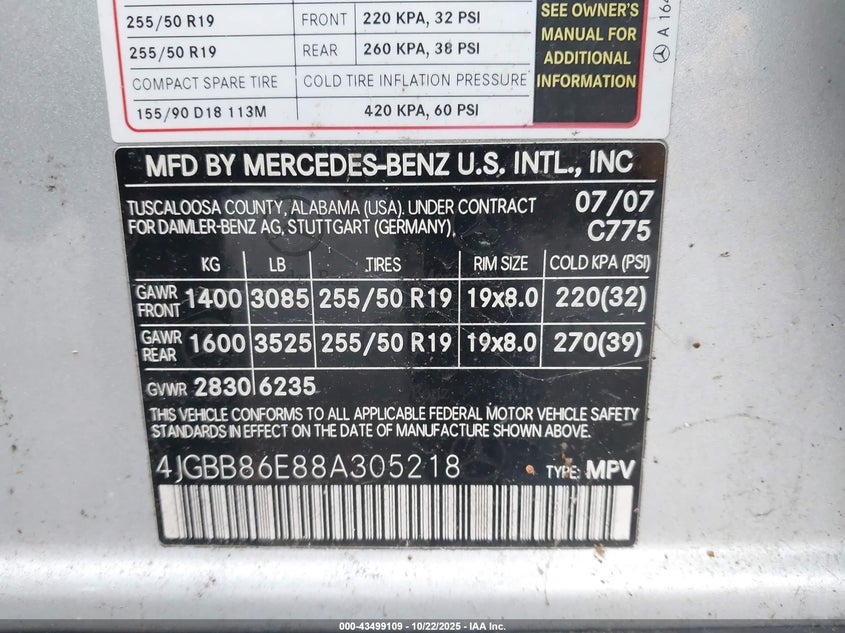 255/50 R19 FRONT 220 KPA, 32 PSI
255/50 R19 REAR 260 KPA, 38 PSI
COMPACT SPARE TIRE COLD TIRE INFLATION PRESSURE
155/90 D18 113M 420 KPA, 60 PSI
SEE OWNER'S
MANUAL FOR
ADDITIONAL
INFORMATION
A 164
MFD BY MERCEDES-BENZ U.S. INTL., INC
TUSCALOOSA COUNTY, ALABAMA (USA). UNDER CONTRACT 07/07
FOR DAIMLER-BENZ AG, STUTTGART (GERMANY), C775
KG LB TIRES RIM SIZE COLD KPA (PSI)
GAWR FRONT 1400 3085 255/50 R19 19x8.0 220(32)
GAWR REAR 1600 3525 255/50 R19 19x8.0 270(39)
GVWR 2830 6235
THIS VEHICLE CONFORMS TO ALL APPLICABLE FEDERAL MOTOR VEHICLE SAFETY
STANDARDS IN EFFECT ON THE DATE OF MANUFACTURE SHOWN ABOVE.
4JGBB86E88A305218 TYPE: MPV
000-43499109 - 10/22/2025 - IAA Inc.